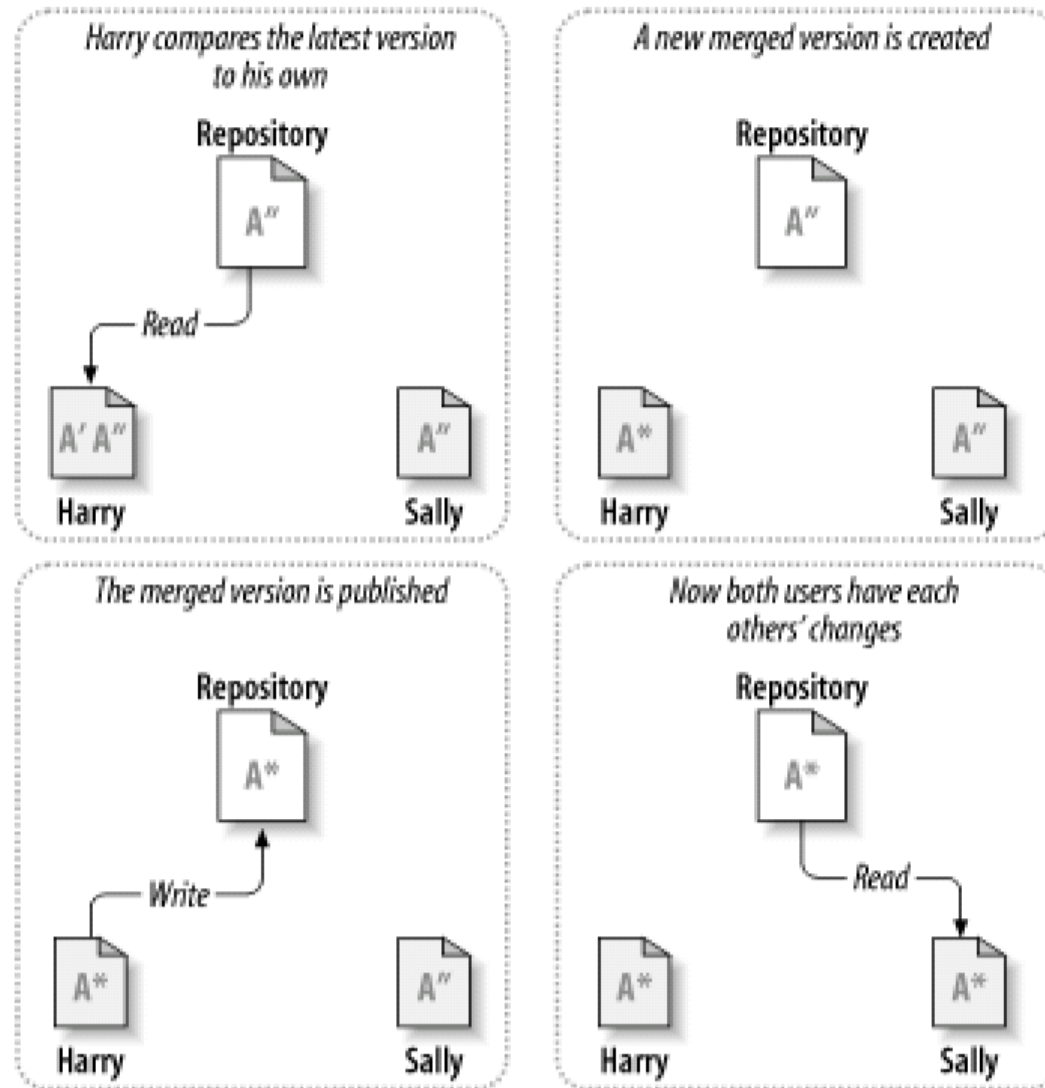 Harry compares the latest version
to his own
Repository
A″
Read
A′ A″
A″
Harry
Sally
A new merged version is created
Repository
A″
A*
A″
Harry
Sally
The merged version is published
Repository
A*
Write
A*
A″
Harry
Sally
Now both users have each
others’ changes
Repository
A*
Read
A*
A*
Harry
Sally